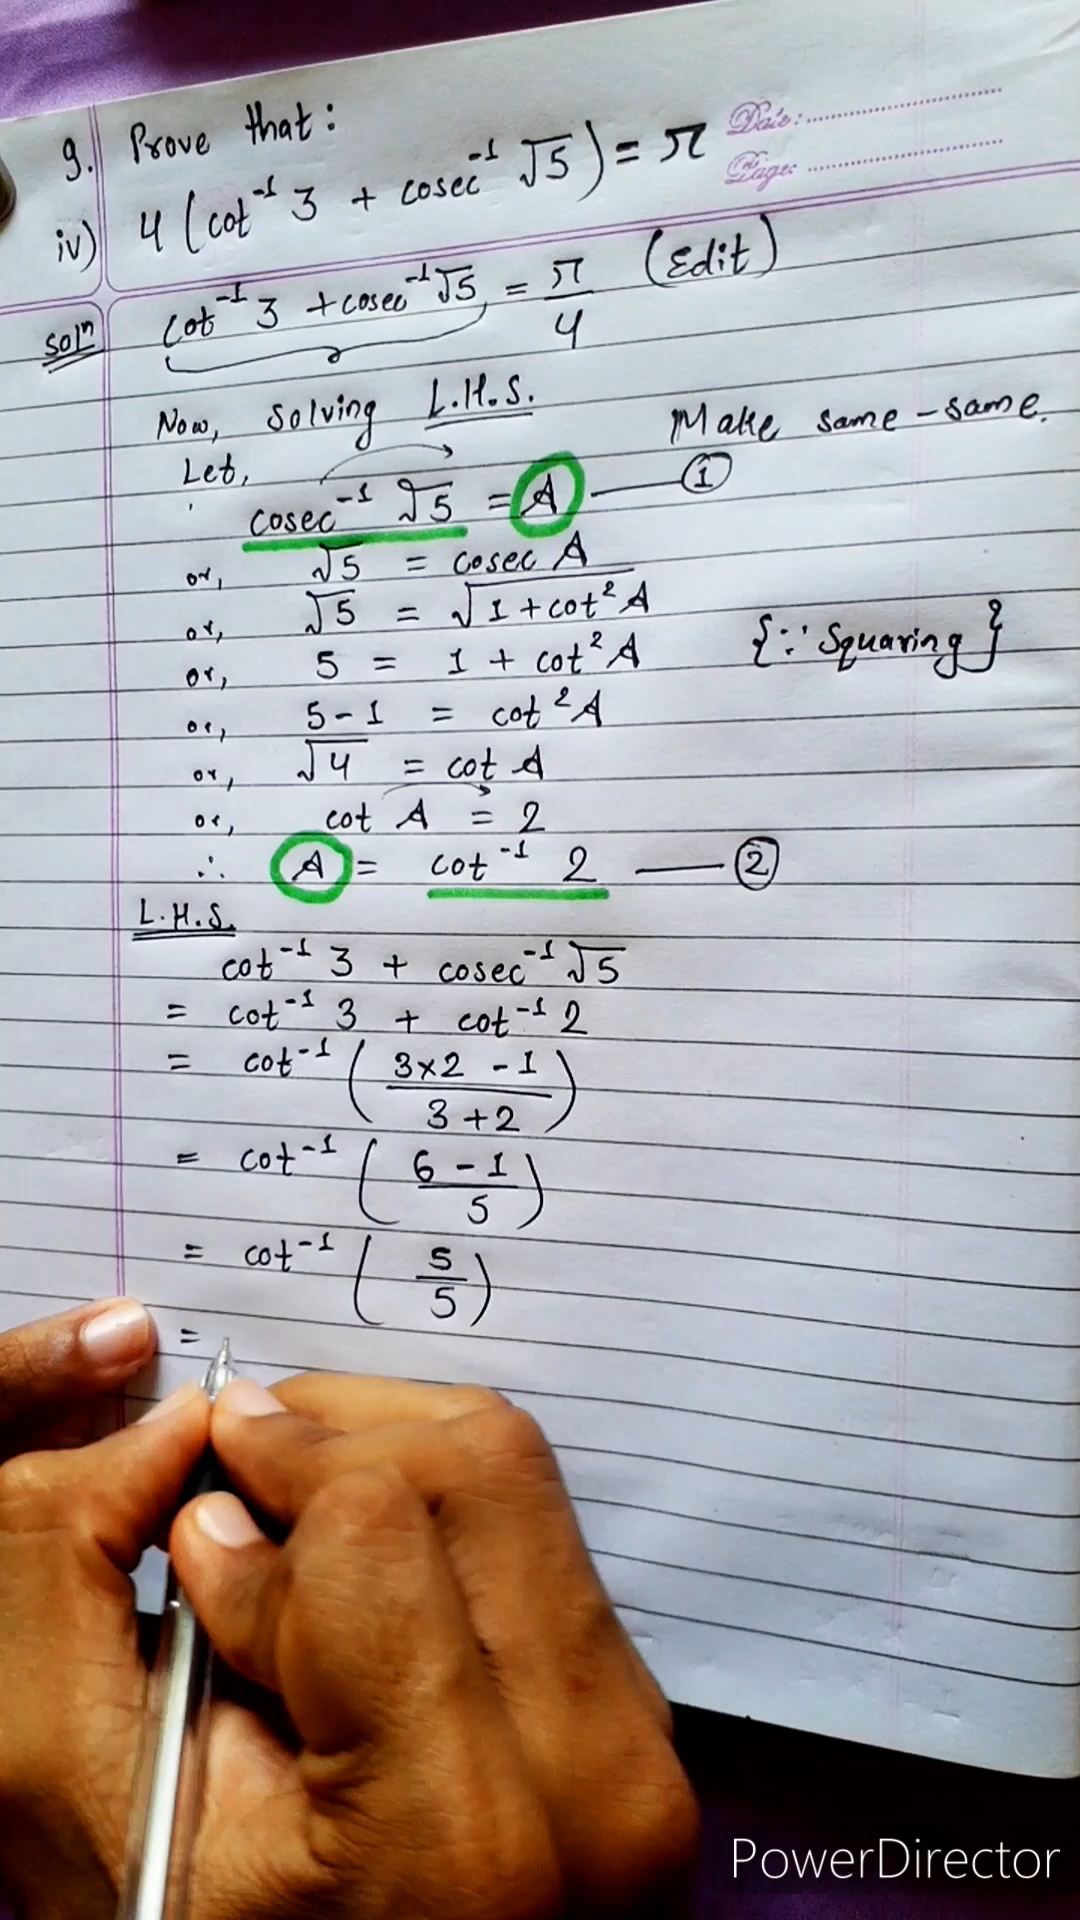 9. Prove that:
Date:
iv) 4 (cot⁻¹ 3 + cosec⁻¹ √5) = π
Page:
solⁿ cot⁻¹ 3 + cosec⁻¹ √5 = π/4 (Edit)
Now, solving L.H.S.
Make same-same.
Let,
cosec⁻¹ √5 = A —— ①
or, √5 = cosec A
or, √5 = √(1 + cot² A)
or, 5 = 1 + cot² A {∵ Squaring}
or, 5 - 1 = cot² A
or, √4 = cot A
or, cot A = 2
∴ A = cot⁻¹ 2 —— ②
L.H.S.
cot⁻¹ 3 + cosec⁻¹ √5
= cot⁻¹ 3 + cot⁻¹ 2
= cot⁻¹ ((3×2 - 1)/(3 + 2))
= cot⁻¹ ((6 - 1)/5)
= cot⁻¹ (5/5)
=
PowerDirector